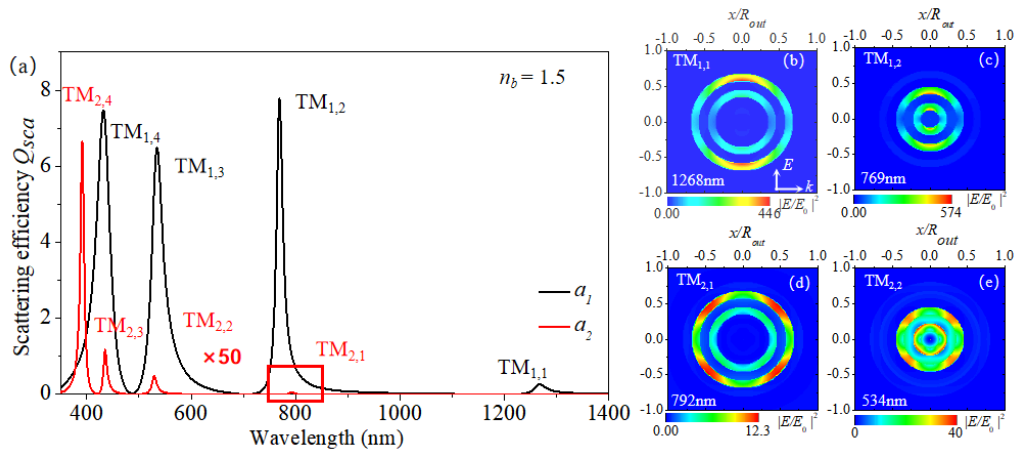 (a)
Scattering efficiency Qsca
8
6
4
2
0
400
600
800
1000
1200
1400
Wavelength (nm)
n_b = 1.5
TM2,4
TM1,4
TM1,3
TM1,2
TM2,3
TM2,2
×50
TM2,1
TM1,1
a1
a2
x/Rout
-1.0 -0.5 0.0 0.5 1.0
1.0
0.5
0.0
-0.5
-1.0
TM1,1
(b)
E
k
1268nm
0.00
446
|E/E0|²
x/Rout
-1.0 -0.5 0.0 0.5 1.0
1.0
0.5
0.0
-0.5
-1.0
TM1,2
(c)
769nm
0.00
574
|E/E0|²
x/Rout
-1.0 -0.5 0.0 0.5 1.0
1.0
0.5
0.0
-0.5
-1.0
TM2,1
(d)
792nm
0.00
12.3
|E/E0|²
x/Rout
-1.0 -0.5 0.0 0.5 1.0
1.0
0.5
0.0
-0.5
-1.0
TM2,2
(e)
534nm
0
40
|E/E0|²